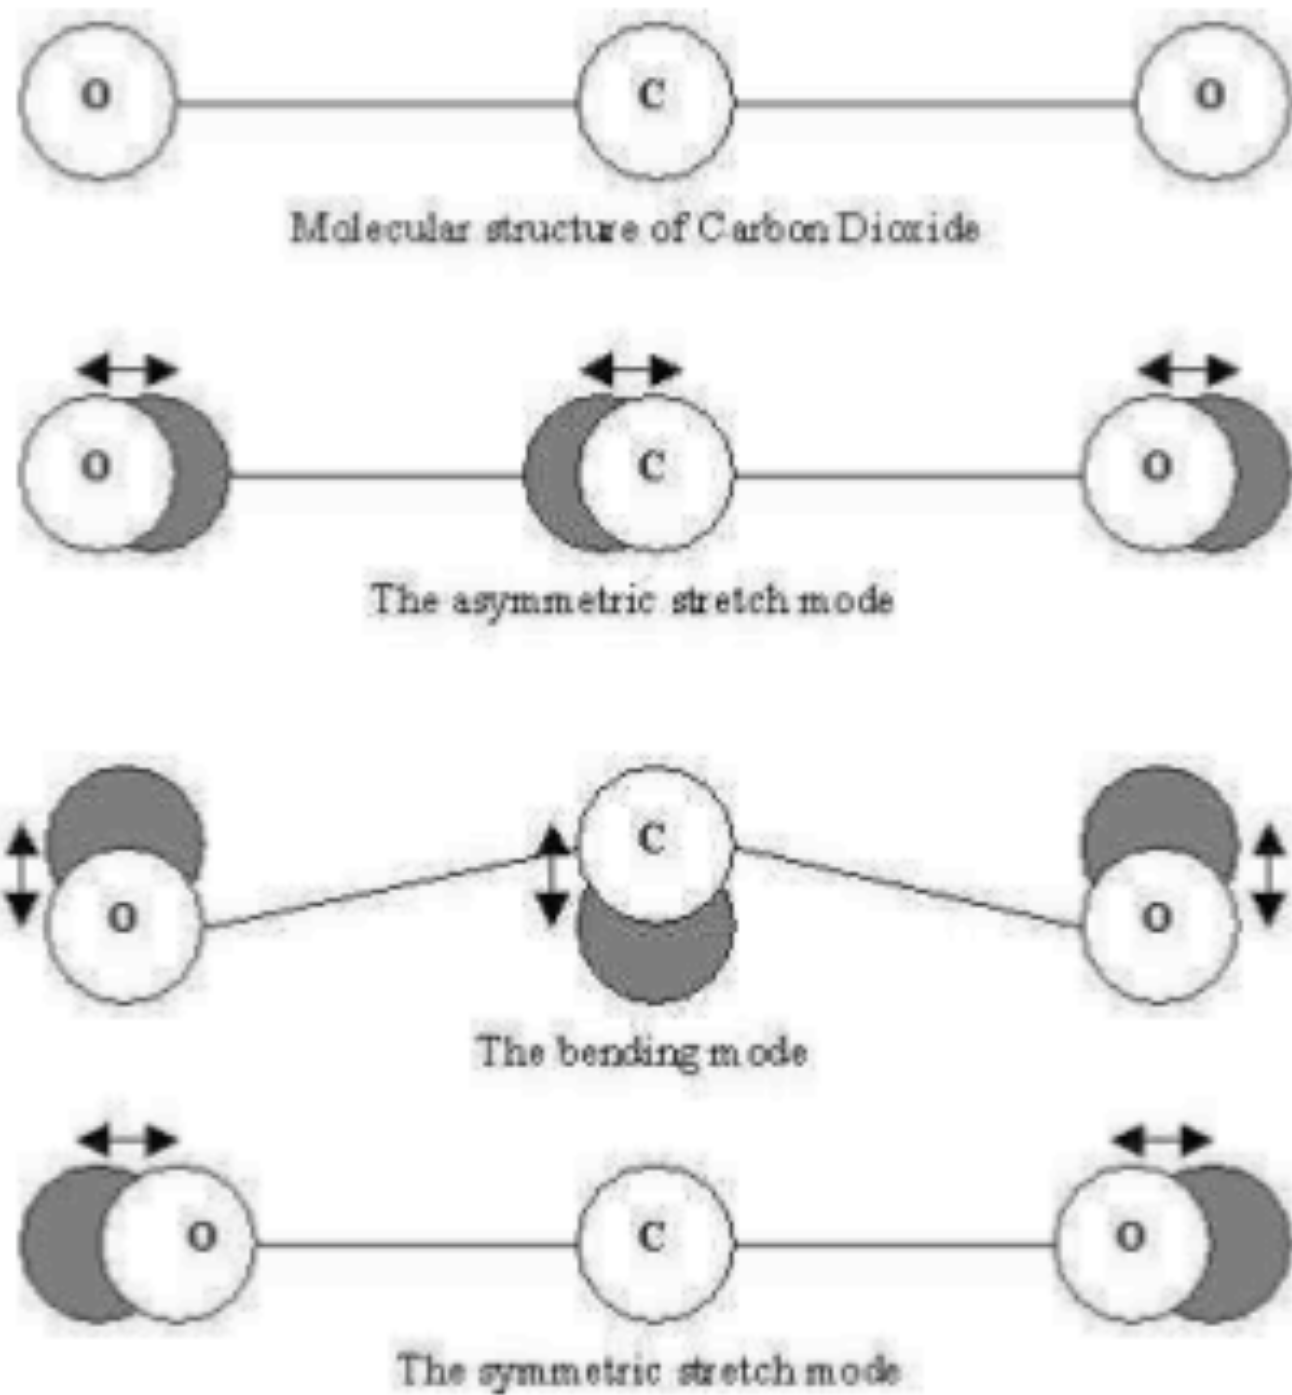 O C O
Molecular structure of Carbon Dioxide
O C O
The asymmetric stretch mode
C
O O
The bending mode
O C O
The symmetric stretch mode